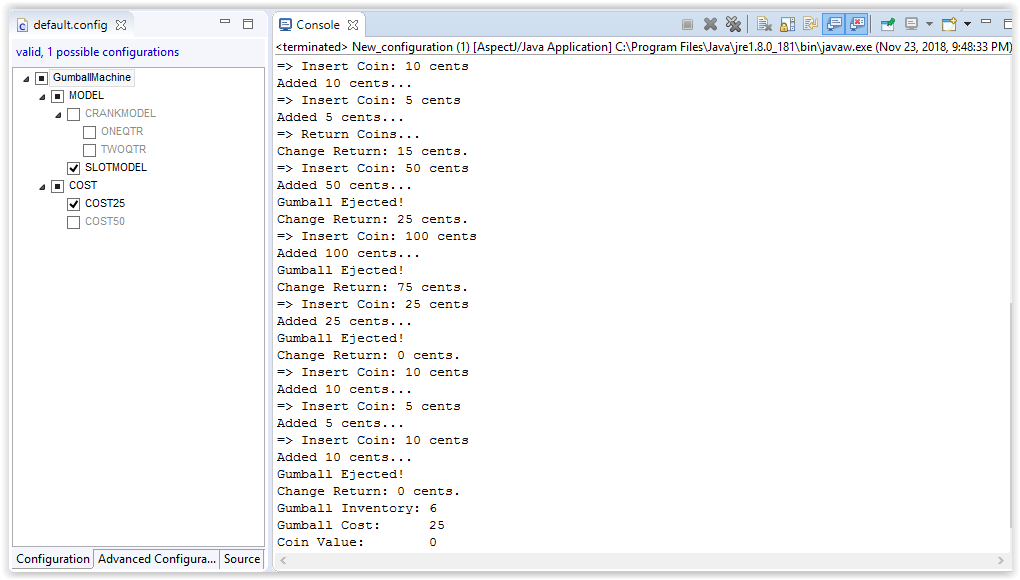 default.config
valid, 1 possible configurations
GumballMachine
MODEL
CRANKMODEL
ONEQTR
TWOQTR
SLOTMODEL
COST
COST25
COST50
Configuration Advanced Configura... Source
Console
<terminated> New_configuration (1) [AspectJ/Java Application] C:\Program Files\Java\jre1.8.0_181\bin\javaw.exe (Nov 23, 2018, 9:48:33 PM)
=> Insert Coin: 10 cents
Added 10 cents...
=> Insert Coin: 5 cents
Added 5 cents...
=> Return Coins...
Change Return: 15 cents.
=> Insert Coin: 50 cents
Added 50 cents...
Gumball Ejected!
Change Return: 25 cents.
=> Insert Coin: 100 cents
Added 100 cents...
Gumball Ejected!
Change Return: 75 cents.
=> Insert Coin: 25 cents
Added 25 cents...
Gumball Ejected!
Change Return: 0 cents.
=> Insert Coin: 10 cents
Added 10 cents...
=> Insert Coin: 5 cents
Added 5 cents...
=> Insert Coin: 10 cents
Added 10 cents...
Gumball Ejected!
Change Return: 0 cents.
Gumball Inventory: 6
Gumball Cost: 25
Coin Value: 0